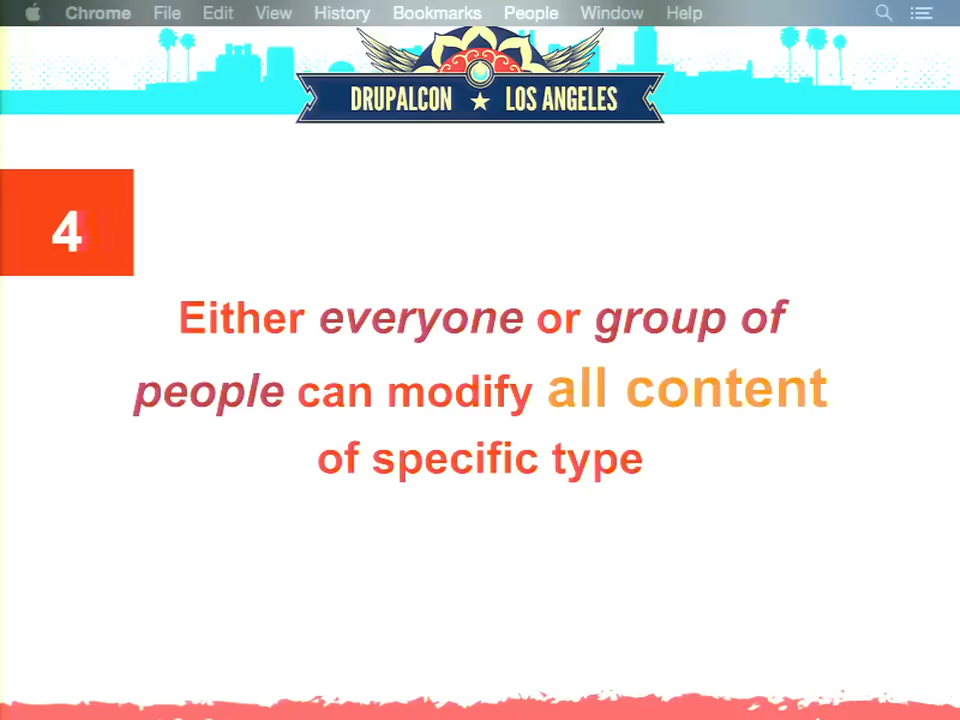 Chrome File Edit View History Bookmarks People Window Help
DRUPALCON ★ LOS ANGELES
4
Either everyone or group of
people can modify all content
of specific type